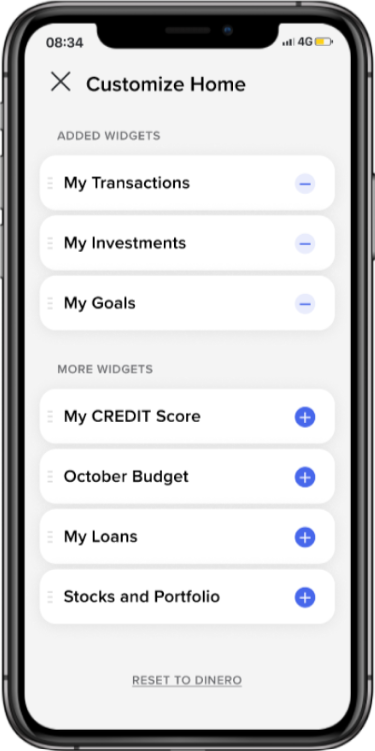 08:34
4G
Customize Home
ADDED WIDGETS
My Transactions
My Investments
My Goals
MORE WIDGETS
My CREDIT Score
October Budget
My Loans
Stocks and Portfolio
RESET TO DINERO